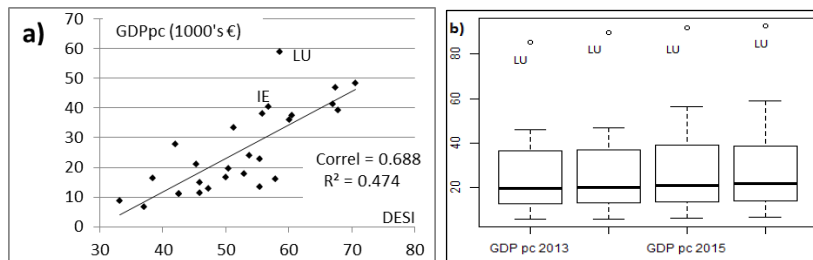 a)
GDPpc (1000's €)
70
60
50
40
30
20
10
0
LU
IE
Correl = 0.688
R² = 0.474
DESI
30 40 50 60 70 80
b)
80
60
40
20
LU
LU
LU
LU
GDP pc 2013 GDP pc 2015